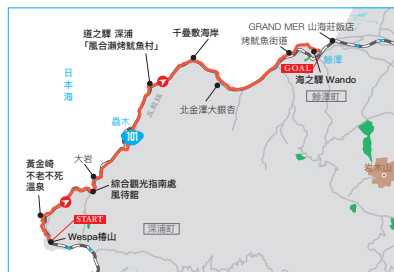 GRAND MER 山海莊飯店
千疊敷海岸
烤魷魚街道
道之驛 深浦
「風合瀨烤魷魚村」
GOAL
鰺澤
海之驛 Wando
鰺澤町
日本海
五能線
北金澤大銀杏
轟木
101
岩木山
大岩
黃金崎
不老不死
溫泉
綜合觀光指南處
風待館
START
深浦町
Wespa椿山